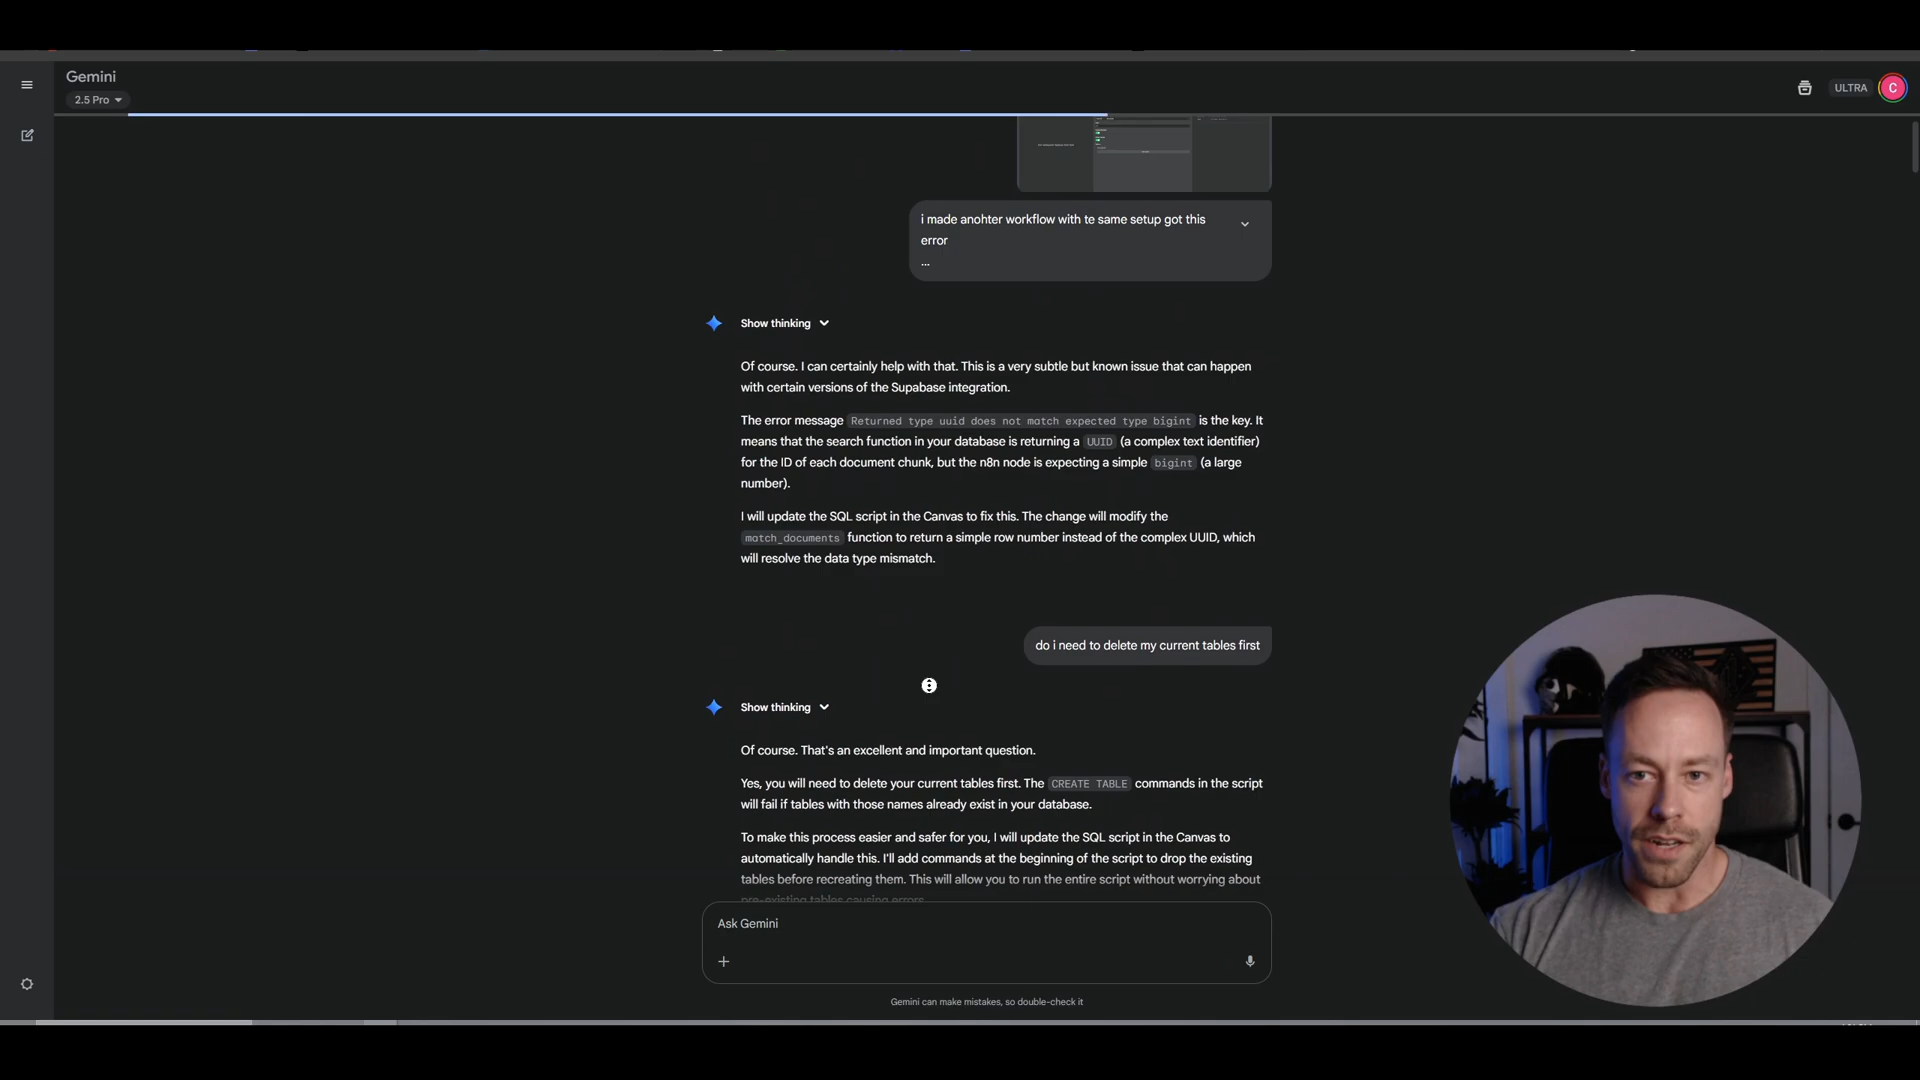 Gemini
2.5 Pro
ULTRA
C
i made anohter workflow with te same setup got this
error
...
Show thinking
Of course. I can certainly help with that. This is a very subtle but known issue that can happen
with certain versions of the Supabase integration.
The error message Returned type uuid does not match expected type bigint is the key. It
means that the search function in your database is returning a UUID (a complex text identifier)
for the ID of each document chunk, but the n8n node is expecting a simple bigint (a large
number).
I will update the SQL script in the Canvas to fix this. The change will modify the
match_documents function to return a simple row number instead of the complex UUID, which
will resolve the data type mismatch.
do i need to delete my current tables first
Show thinking
Of course. That's an excellent and important question.
Yes, you will need to delete your current tables first. The CREATE TABLE commands in the script
will fail if tables with those names already exist in your database.
To make this process easier and safer for you, I will update the SQL script in the Canvas to
automatically handle this. I'll add commands at the beginning of the script to drop the existing
tables before recreating them. This will allow you to run the entire script without worrying about
pre-existing tables causing errors.
Ask Gemini
Gemini can make mistakes, so double-check it